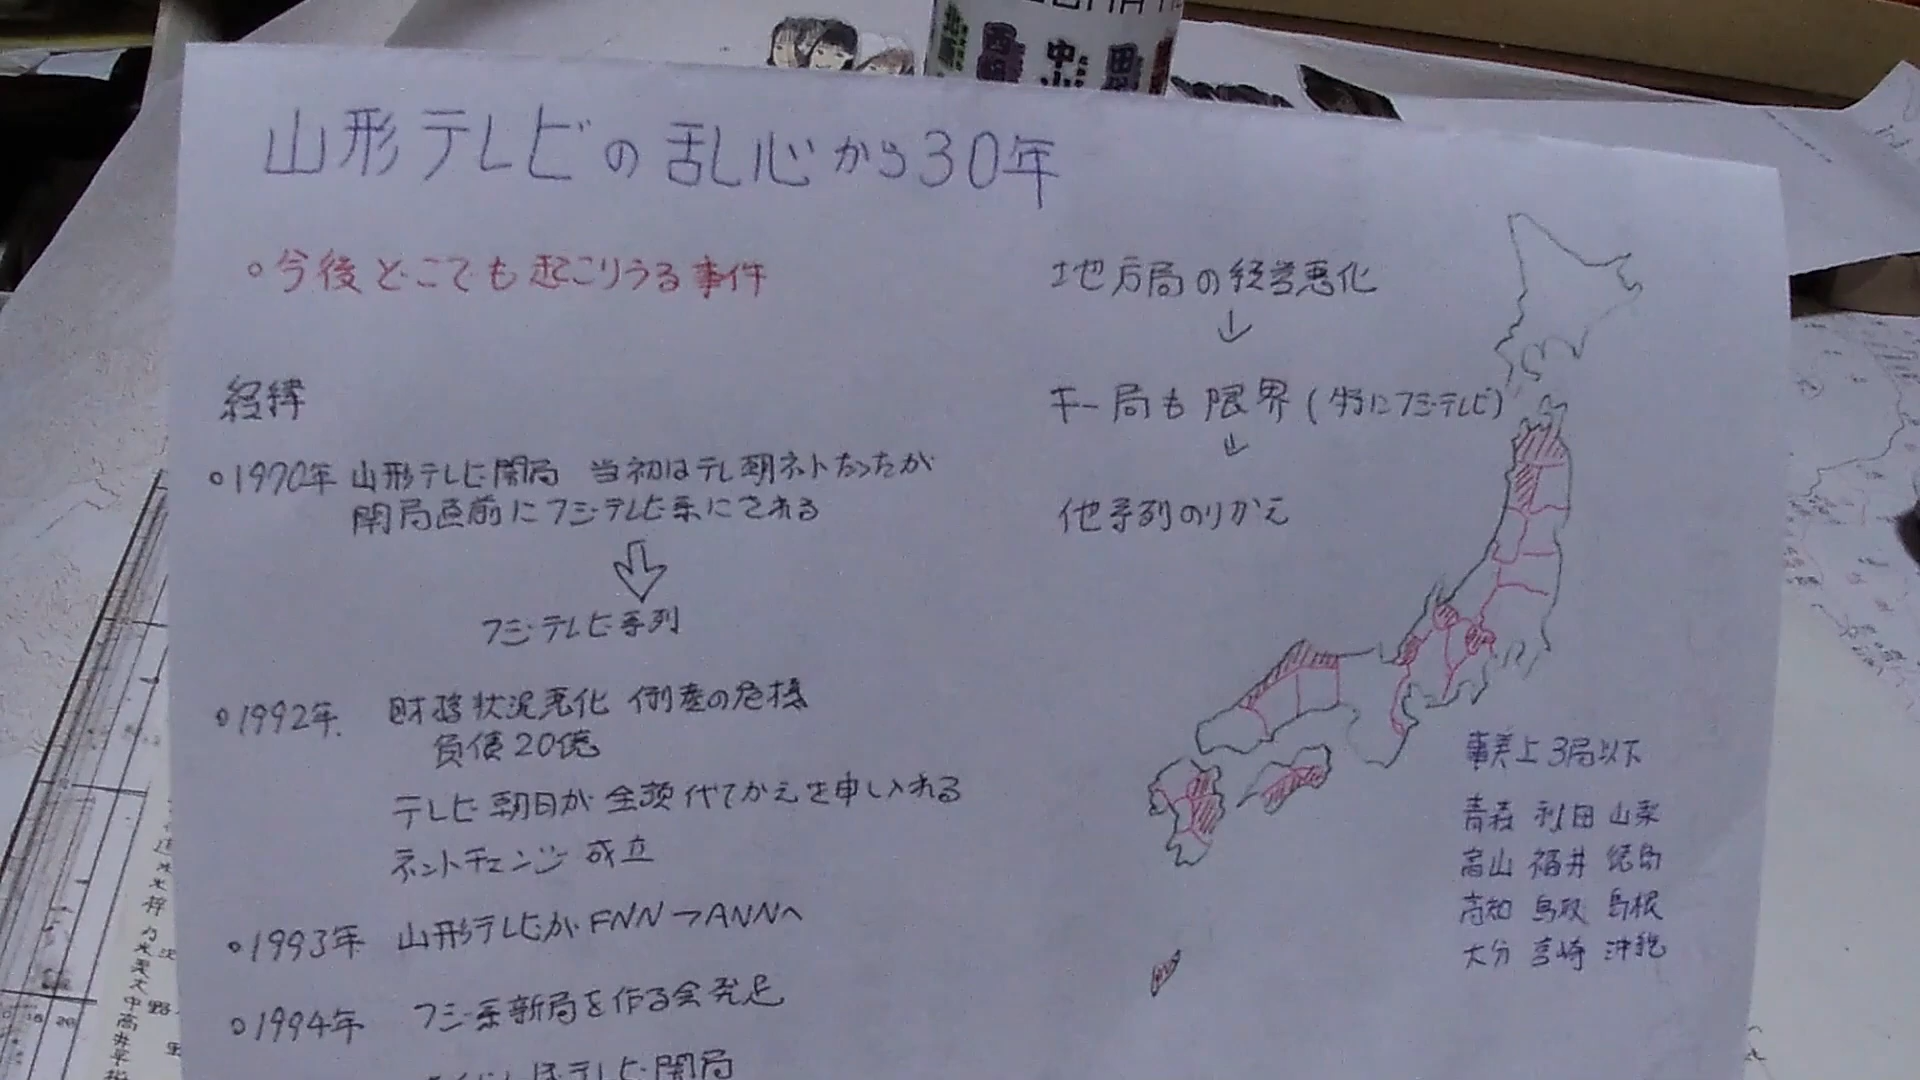 山形テレビの乱心から30年
○今後どこでも起こりうる事件
経緯
○1970年 山形テレビ開局 当初はテレ朝ネトだったが
開局直前にフジテレビ系にされる
フジテレビ系列
○1992年 財務状況悪化 倒産の危機
負債20億
テレビ朝日が全額代てかえを申し入れる
ネットチェンジ 成立
○1993年 山形テレビがFNN→ANNへ
○1994年 フジ系新局を作る会発足
テレビ開局
地方局の経営悪化
↓
キー局も限界(特にフジテレビ)
↓
他系列のりかえ
事実上3局以下
青森 秋田 山梨
富山 福井 徳島
高知 鳥取 島根
大分 宮崎 沖縄